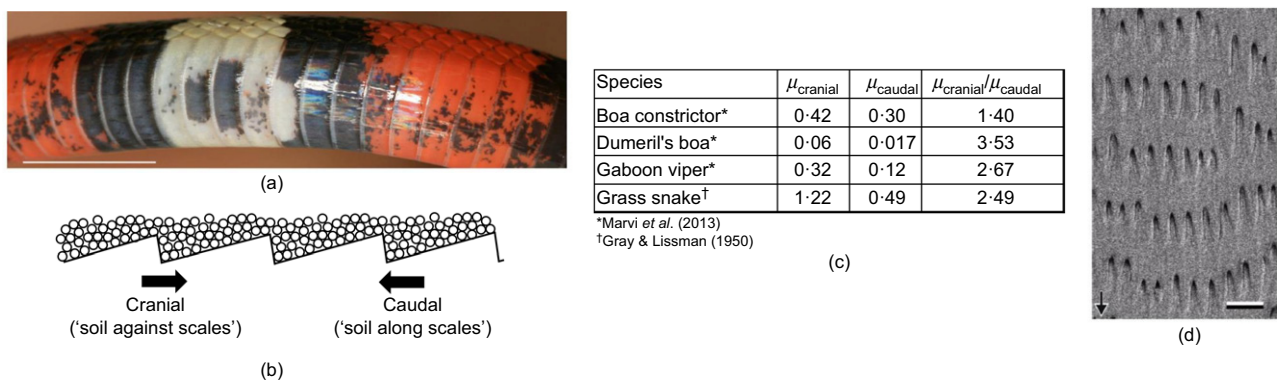 (a)
Cranial
('soil against scales')
Caudal
('soil along scales')
(b)
Species μcranial μcaudal μcranial/μcaudal
Boa constrictor* 0·42 0·30 1·40
Dumeril's boa* 0·06 0·017 3·53
Gaboon viper* 0·32 0·12 2·67
Grass snake† 1·22 0·49 2·49
*Marvi et al. (2013)
†Gray & Lissman (1950)
(c)
(d)